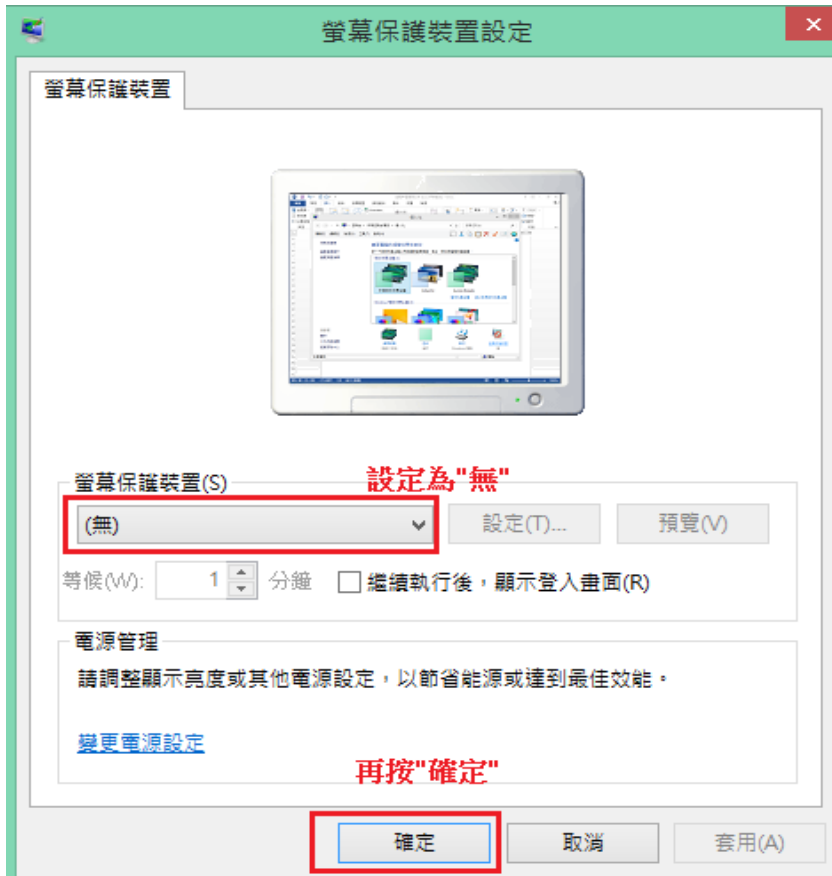 螢幕保護裝置設定
螢幕保護裝置
設定為"無"
螢幕保護裝置(S)
(無)
設定(T)...
預覽(V)
等候(W):
1
分鐘
繼續執行後，顯示登入畫面(R)
電源管理
請調整顯示亮度或其他電源設定，以節省能源或達到最佳效能。
變更電源設定
再按"確定"
確定
取消
套用(A)